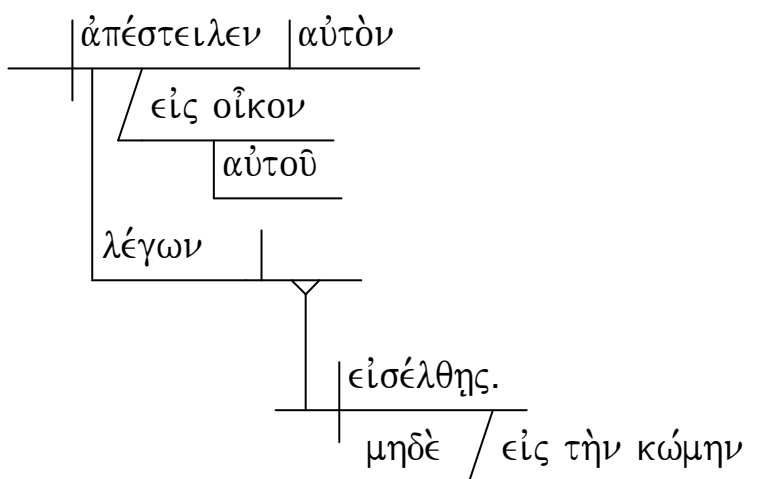 ἀπέστειλεν αὐτὸν
εἰς οἶκον
αὐτοῦ
λέγων
εἰσέλθῃς.
μηδὲ εἰς τὴν κώμην